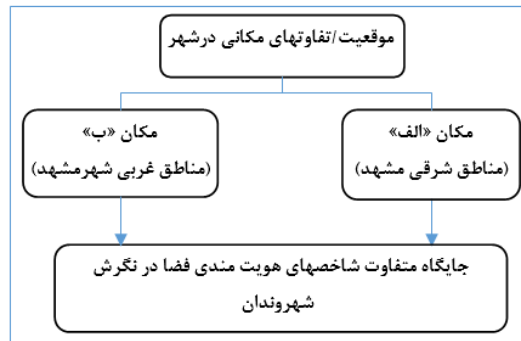 موقعیت/تفاوتهای مکانی درشهر
مکان «الف»
(مناطق شرقی مشهد)
مکان «ب»
(مناطق غربی شهرمشهد)
جایگاه متفاوت شاخصهای هویت مندی فضا در نگرش
شهروندان